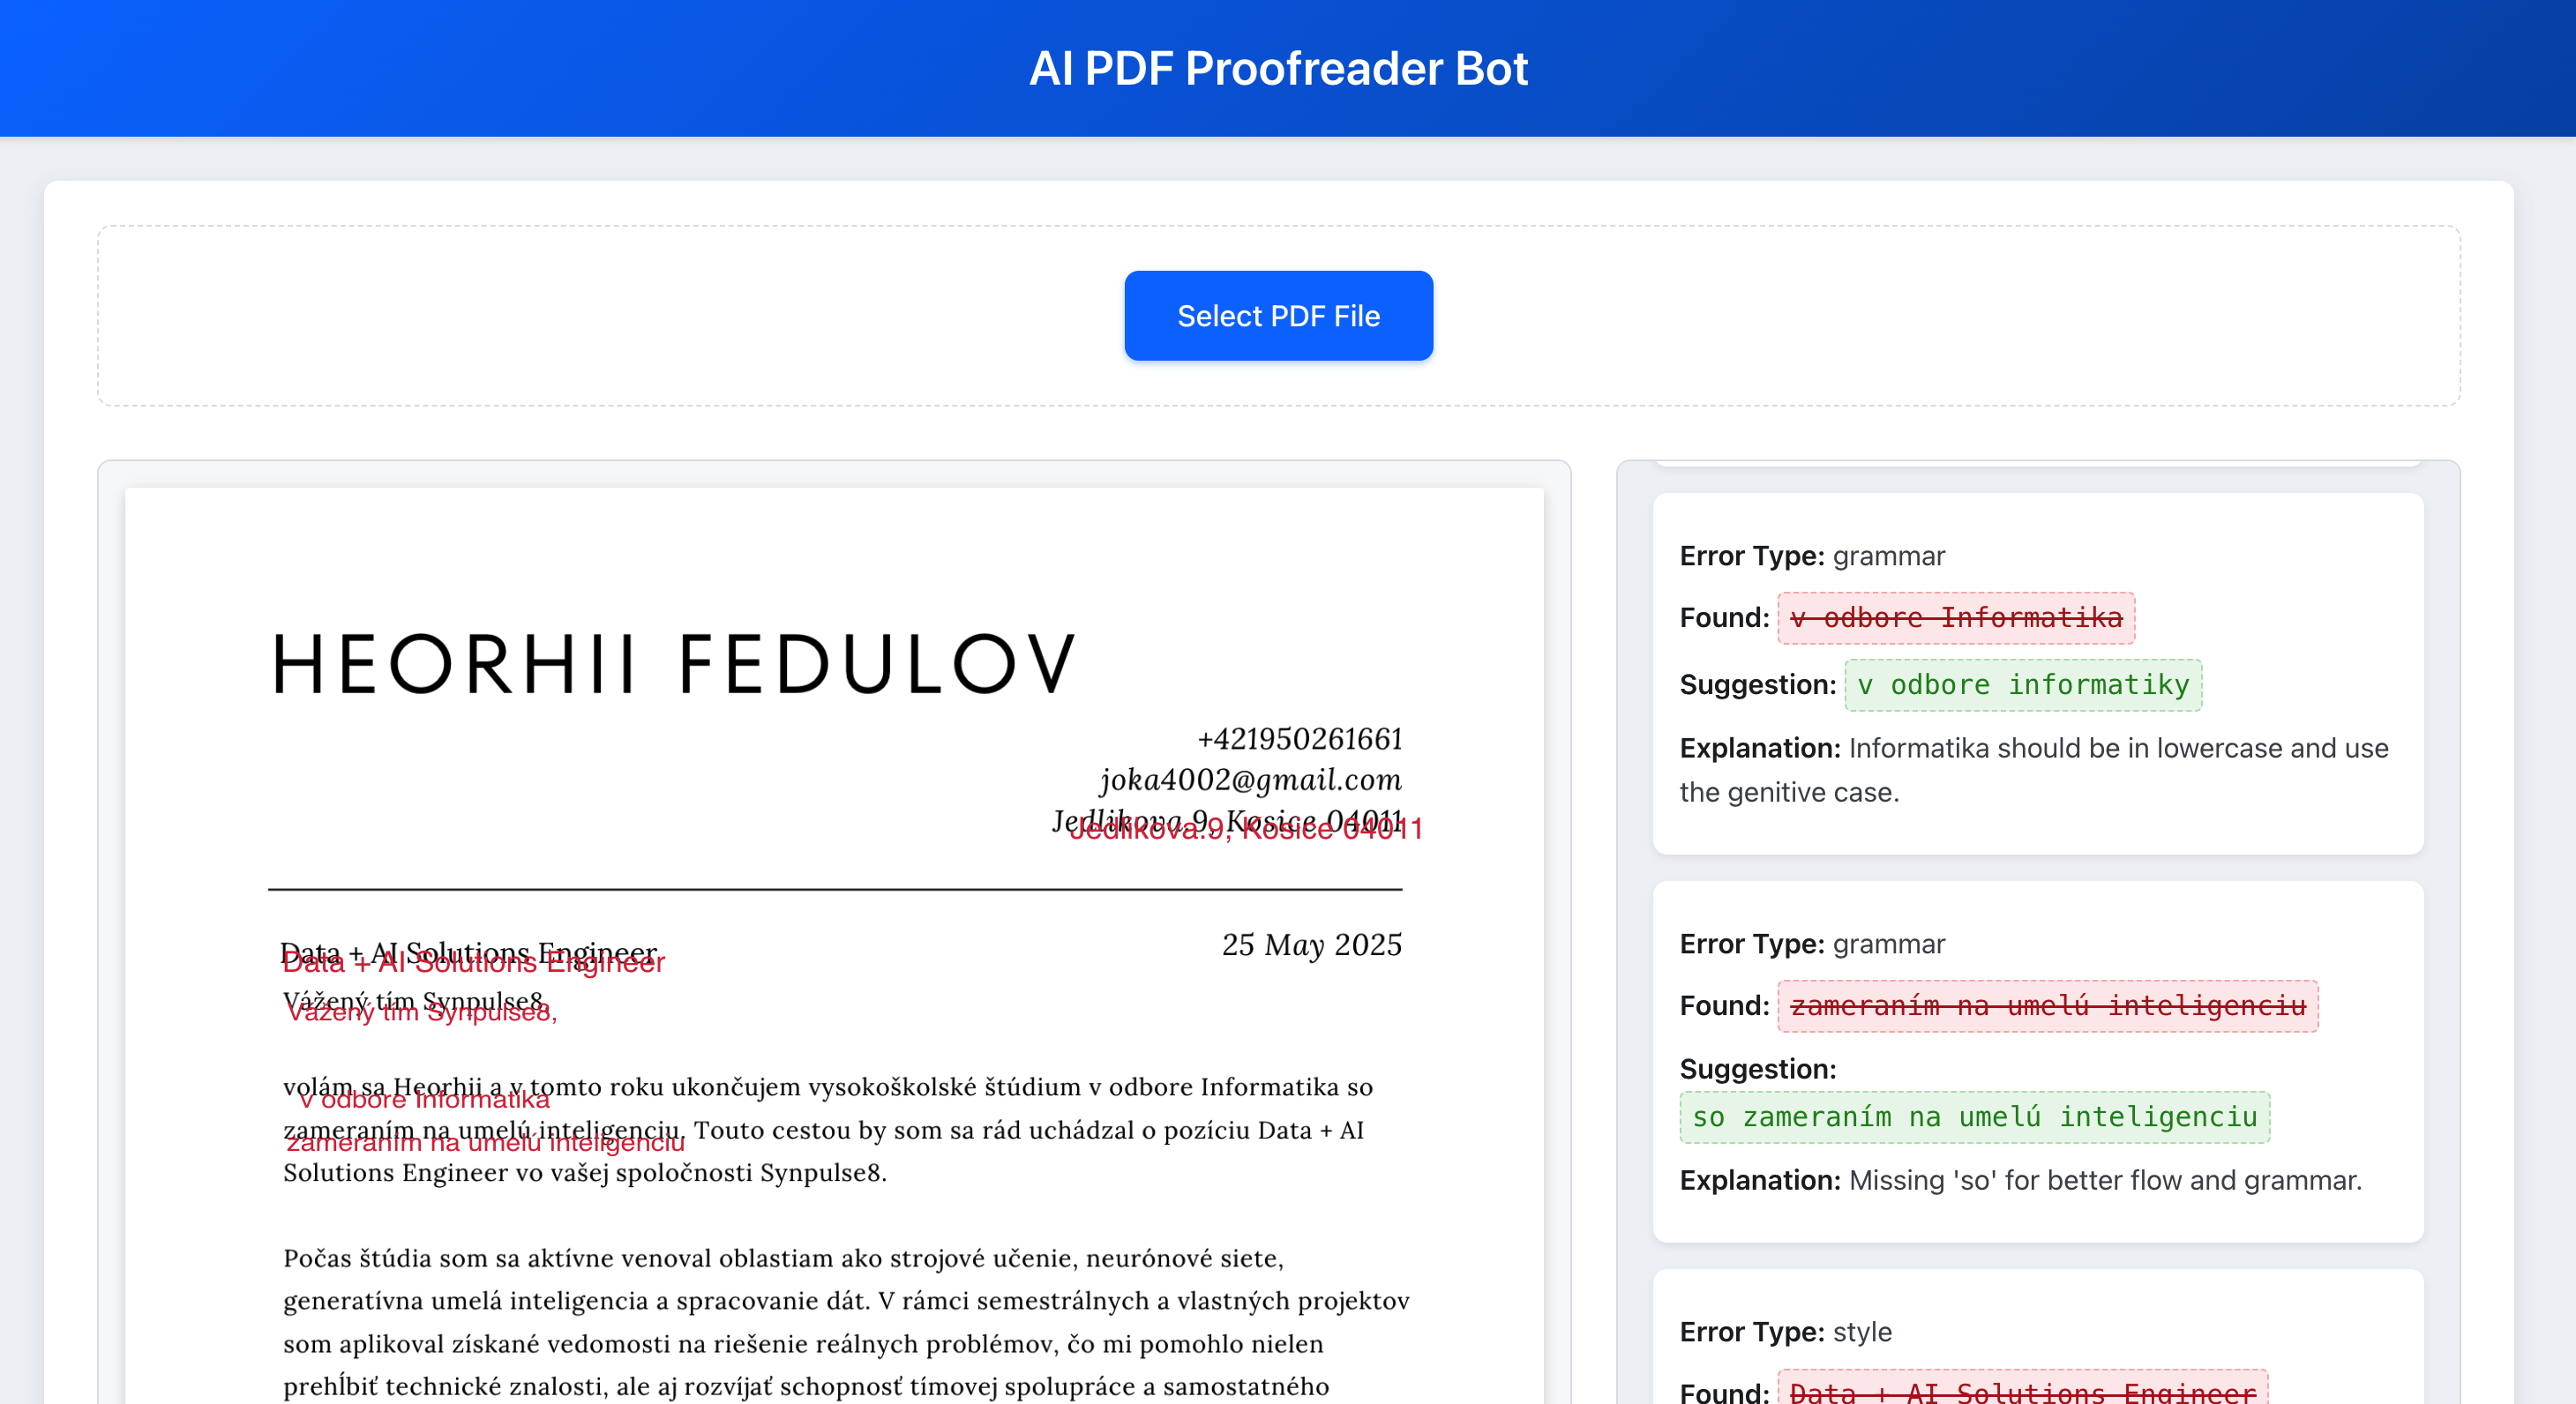 AI PDF Proofreader Bot
Select PDF File
HEORHII FEDULOV
+421950261661
joka4002@gmail.com
Jedlikova.9, Kosice 04011
Jedlikova.9, Kosice 04011
25 May 2025
Data + AI Solutions Engineer
Data + AI Solutions Engineer
Vážený tím Synpulse8,
Vážený tím Synpulse8,
volám sa Heorhii a v tomto roku ukončujem vysokoškolské štúdium v odbore Informatika so
v odbore Informatika
zameraním na umelú inteligenciu. Touto cestou by som sa rád uchádzal o pozíciu Data + AI
zameraním na umelú inteligenciu
Solutions Engineer vo vašej spoločnosti Synpulse8.
Počas štúdia som sa aktívne venoval oblastiam ako strojové učenie, neurónové siete,
generatívna umelá inteligencia a spracovanie dát. V rámci semestrálnych a vlastných projektov
som aplikoval získané vedomosti na riešenie reálnych problémov, čo mi pomohlo nielen
prehĺbiť technické znalosti, ale aj rozvíjať schopnosť tímovej spolupráce a samostatného
Error Type: grammar
Found: v odbore Informatika
Suggestion: v odbore informatiky
Explanation: Informatika should be in lowercase and use
the genitive case.
Error Type: grammar
Found: zameraním na umelú inteligenciu
Suggestion:
so zameraním na umelú inteligenciu
Explanation: Missing 'so' for better flow and grammar.
Error Type: style
Found: Data + AI Solutions Engineer